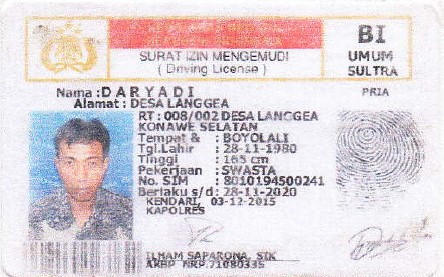 SURAT IZIN MENGEMUDI
( Driving License )
BI
UMUM
SULTRA
Nama : DARYADI
PRIA
Alamat : DESA LANGGEA
RT : 008/002 DESA LANGGEA
KONAWE SELATAN
Tempat & : BOYOLALI
Tgl.Lahir : 28-11-1980
Tinggi : 165 cm
Pekerjaan : SWASTA
No. SIM : 8010194500241
Berlaku s/d : 28-11-2020
KENDARI, 03-12-2015
KAPOLRES
ILHAM SAPARONA, SIK
AKBP NRP.71080335